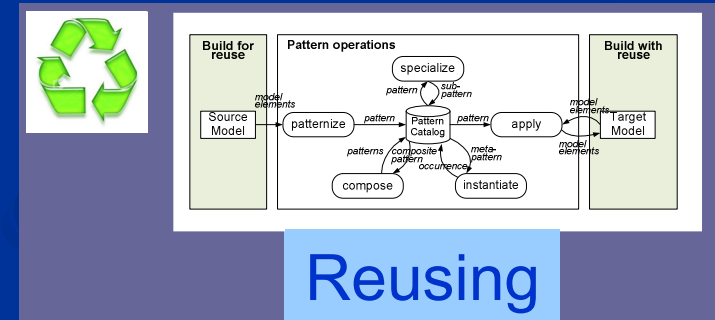 Build for
reuse
Pattern operations
Build with
reuse
specialize
pattern
sub-
pattern
model
elements
Source
Model
patternize
pattern
Pattern
Catalog
pattern
apply
model
elements
Target
Model
model
elements
patterns
composite
pattern
occurrence
meta-
pattern
compose
instantiate
Reusing